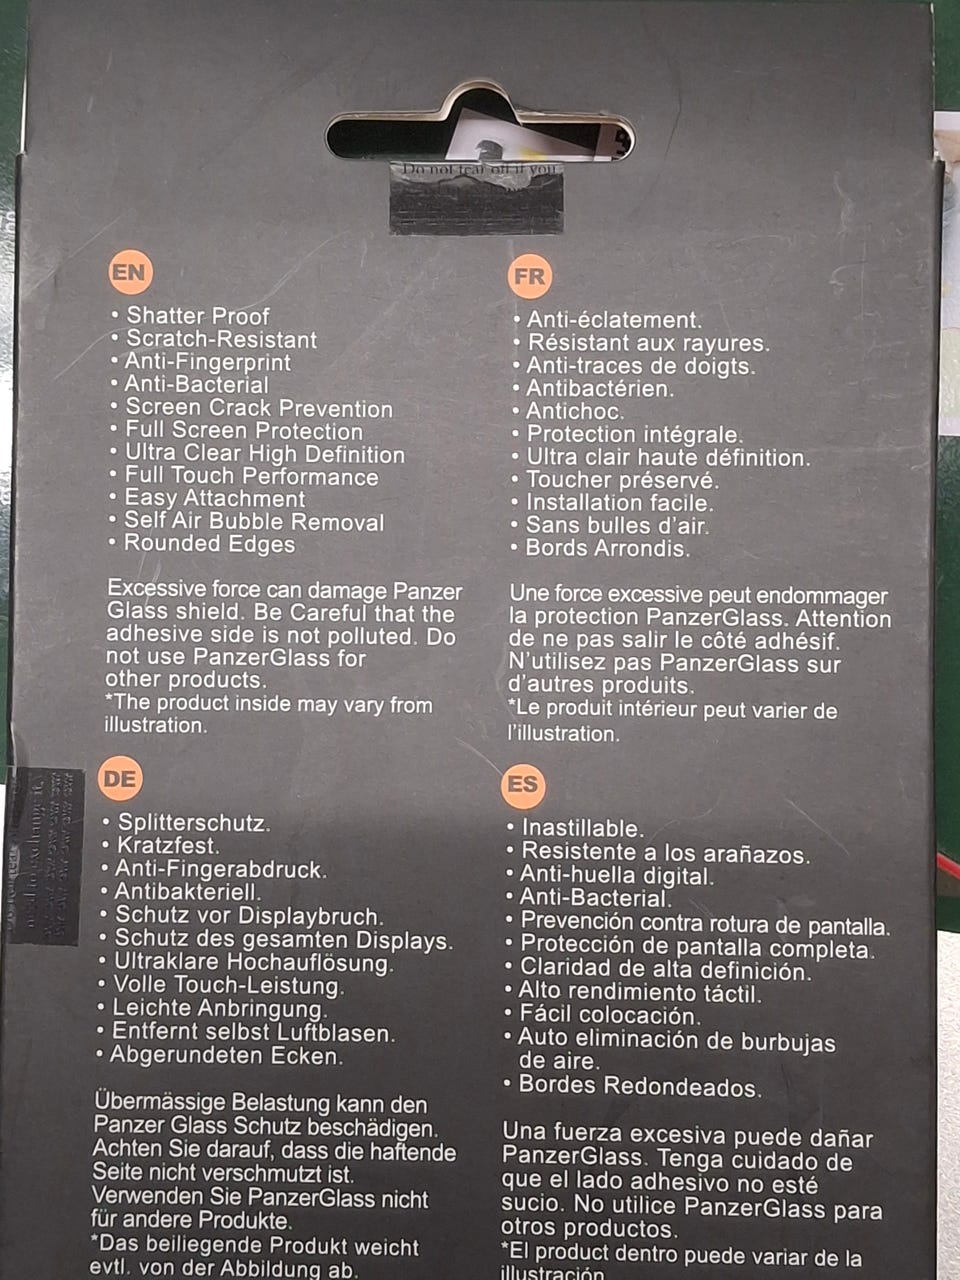 Do not tear off if you
EN
• Shatter Proof
• Scratch-Resistant
• Anti-Fingerprint
• Anti-Bacterial
• Screen Crack Prevention
• Full Screen Protection
• Ultra Clear High Definition
• Full Touch Performance
• Easy Attachment
• Self Air Bubble Removal
• Rounded Edges
Excessive force can damage Panzer
Glass shield. Be Careful that the
adhesive side is not polluted. Do
not use PanzerGlass for
other products.
*The product inside may vary from
illustration.
FR
• Anti-éclatement.
• Résistant aux rayures.
• Anti-traces de doigts.
• Antibactérien.
• Antichoc.
• Protection intégrale.
• Ultra clair haute définition.
• Toucher préservé.
• Installation facile.
• Sans bulles d'air.
• Bords Arrondis.
Une force excessive peut endommager
la protection PanzerGlass. Attention
de ne pas salir le côté adhésif.
N'utilisez pas PanzerGlass sur
d'autres produits.
*Le produit intérieur peut varier de
l'illustration.
DE
• Splitterschutz.
• Kratzfest.
• Anti-Fingerabdruck.
• Antibakteriell.
• Schutz vor Displaybruch.
• Schutz des gesamten Displays.
• Ultraklare Hochauflösung.
• Volle Touch-Leistung.
• Leichte Anbringung.
• Entfernt selbst Luftblasen.
• Abgerundeten Ecken.
Übermässige Belastung kann den
Panzer Glass Schutz beschädigen.
Achten Sie darauf, dass die haftende
Seite nicht verschmutzt ist.
Verwenden Sie PanzerGlass nicht
für andere Produkte.
*Das beiliegende Produkt weicht
evtl. von der Abbildung ab.
ES
• Inastillable.
• Resistente a los arañazos.
• Anti-huella digital.
• Anti-Bacterial.
• Prevención contra rotura de pantalla.
• Protección de pantalla completa.
• Claridad de alta definición.
• Alto rendimiento táctil.
• Fácil colocación.
• Auto eliminación de burbujas
de aire.
• Bordes Redondeados.
Una fuerza excesiva puede dañar
PanzerGlass. Tenga cuidado de
que el lado adhesivo no esté
sucio. No utilice PanzerGlass para
otros productos.
*El product dentro puede variar de la
illustración